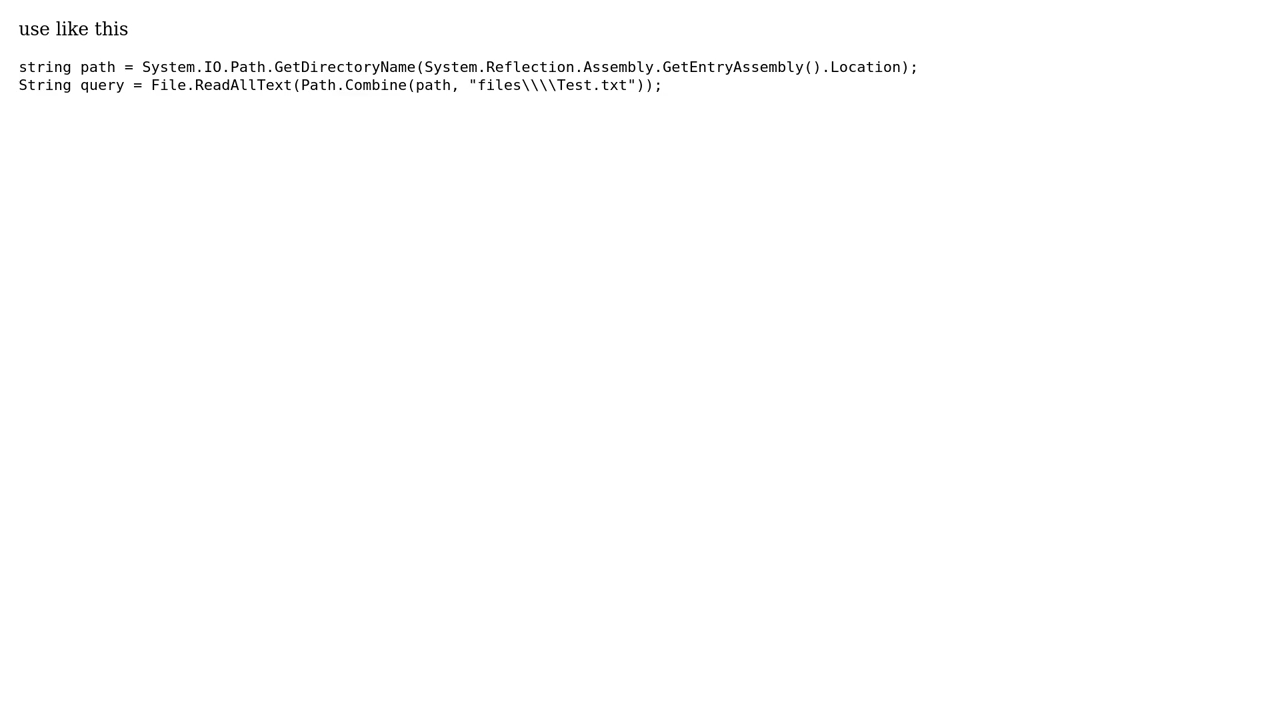 use like this
string path = System.IO.Path.GetDirectoryName(System.Reflection.Assembly.GetEntryAssembly().Location);
String query = File.ReadAllText(Path.Combine(path, "files\\\\Test.txt"));